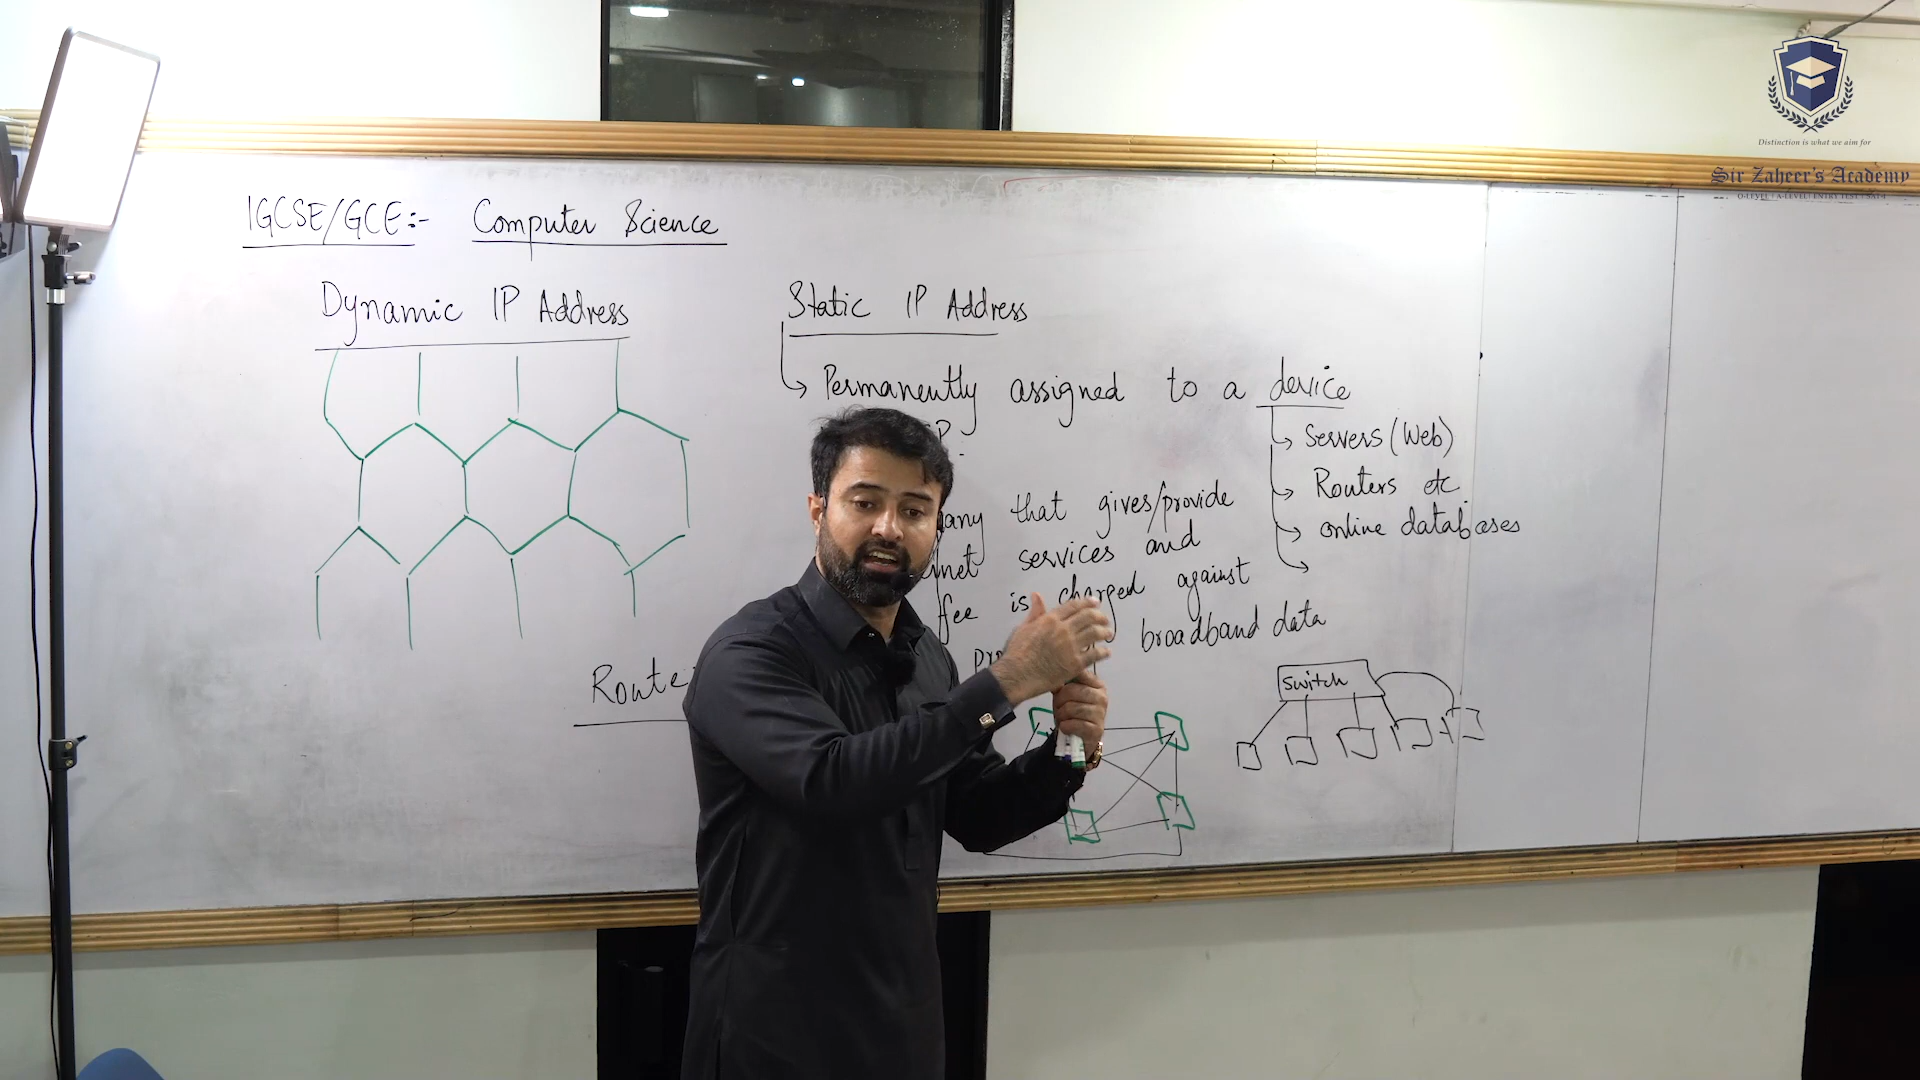 Distinction is what we aim for
Sir Zaheer's Academy
IGCSE/GCE:- Computer Science
Dynamic IP Address
Static IP Address
Permanently assigned to a device
Servers (Web)
Routers etc
online databases
that gives/provide
services and
fee is charged against
broadband data
Switch